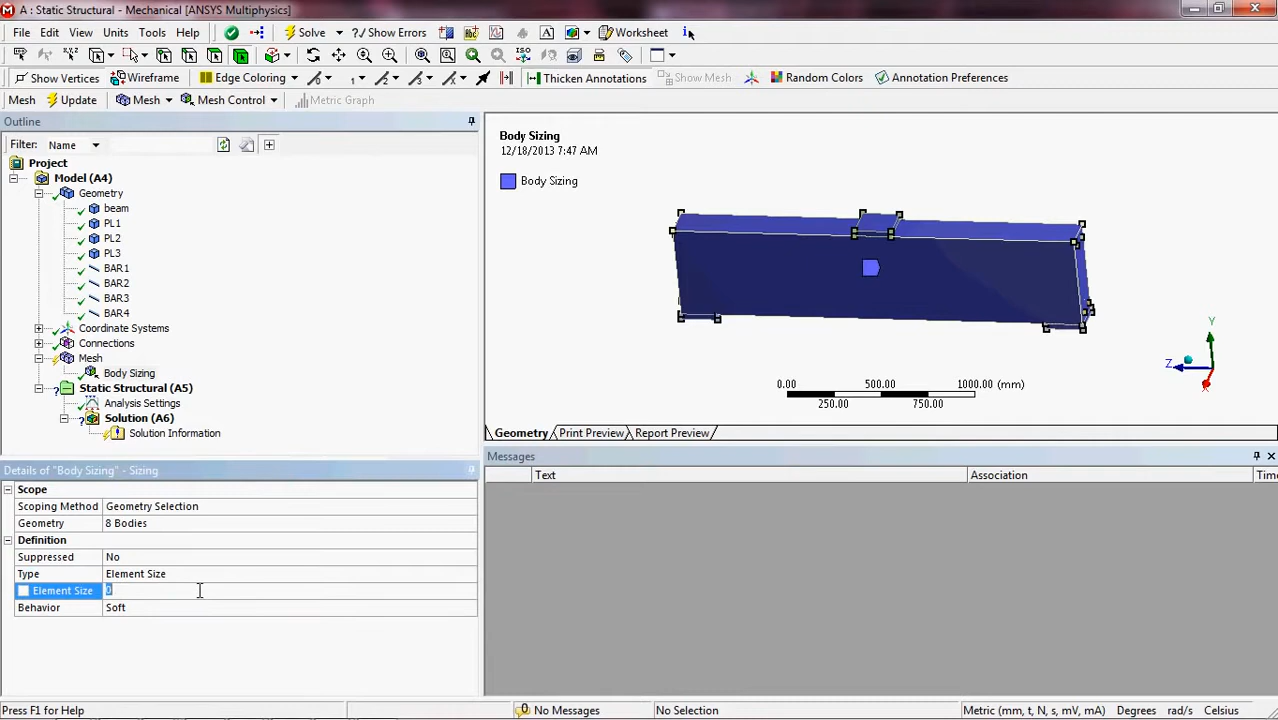 A : Static Structural - Mechanical [ANSYS Multiphysics]
File Edit View Units Tools Help Solve Show Errors Worksheet
Show Vertices Wireframe Edge Coloring Thicken Annotations Show Mesh Random Colors Annotation Preferences
Mesh Update Mesh Mesh Control Metric Graph
Outline
Filter: Name
Project
Model (A4)
Geometry
beam
PL1
PL2
PL3
BAR1
BAR2
BAR3
BAR4
Coordinate Systems
Connections
Mesh
Body Sizing
Static Structural (A5)
Analysis Settings
Solution (A6)
Solution Information
Body Sizing
12/18/2013 7:47 AM
Body Sizing
Y
Z
X
0.00 500.00 1000.00 (mm)
250.00 750.00
Geometry Print Preview Report Preview
Details of "Body Sizing" - Sizing
Scope
Scoping Method Geometry Selection
Geometry 8 Bodies
Definition
Suppressed No
Type Element Size
Element Size 0
Behavior Soft
Messages
Text Association Time
Press F1 for Help No Messages No Selection Metric (mm, t, N, s, mV, mA) Degrees rad/s Celsius